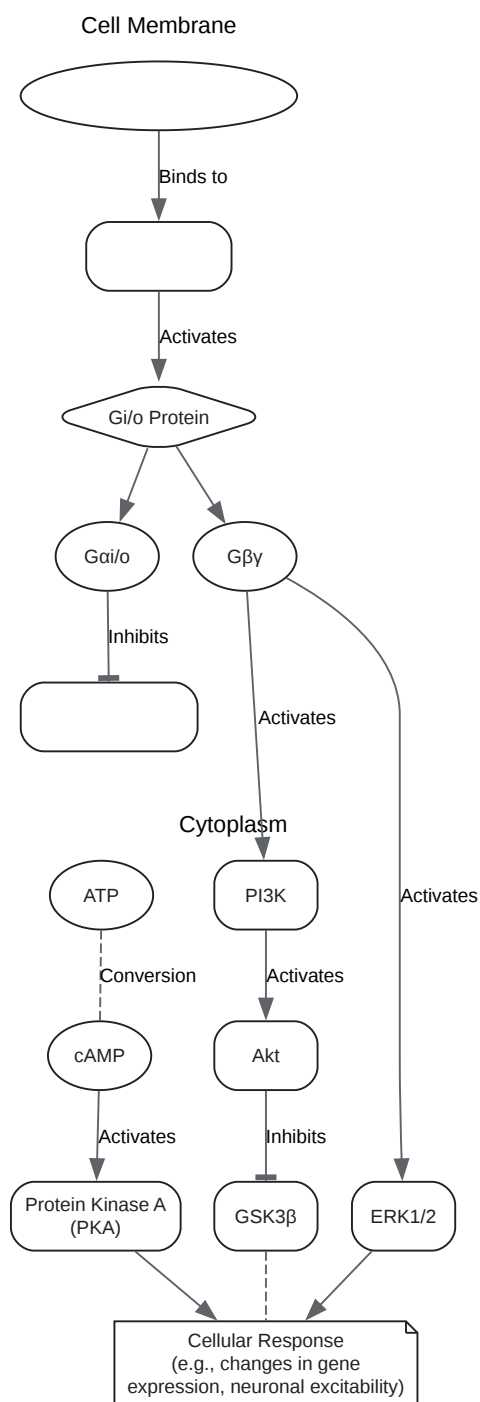 Cell Membrane
Binds to
Activates
Gi/o Protein
Gαi/o
Gβγ
Inhibits
Activates
Cytoplasm
ATP
PI3K
Activates
Conversion
Activates
cAMP
Akt
Activates
Inhibits
Protein Kinase A
(PKA)
GSK3β
ERK1/2
Cellular Response
(e.g., changes in gene
expression, neuronal excitability)